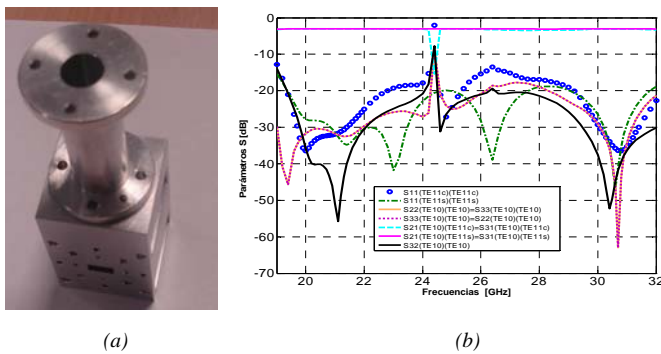 0
-10
-20
-30
-40
-50
-60
-70
Parámetros S [dB]
S11(TE11c)(TE11c)
S11(TE11s)(TE11s)
S22(TE10)(TE10)=S33(TE10)(TE10)
S33(TE10)(TE10)=S22(TE10)(TE10)
S21(TE10)(TE11c)=S31(TE10)(TE11c)
S21(TE10)(TE11s)=S31(TE10)(TE11s)
S32(TE10)(TE10)
20 22 24 26 28 30 32
Frecuencias [GHz]
(a) (b)